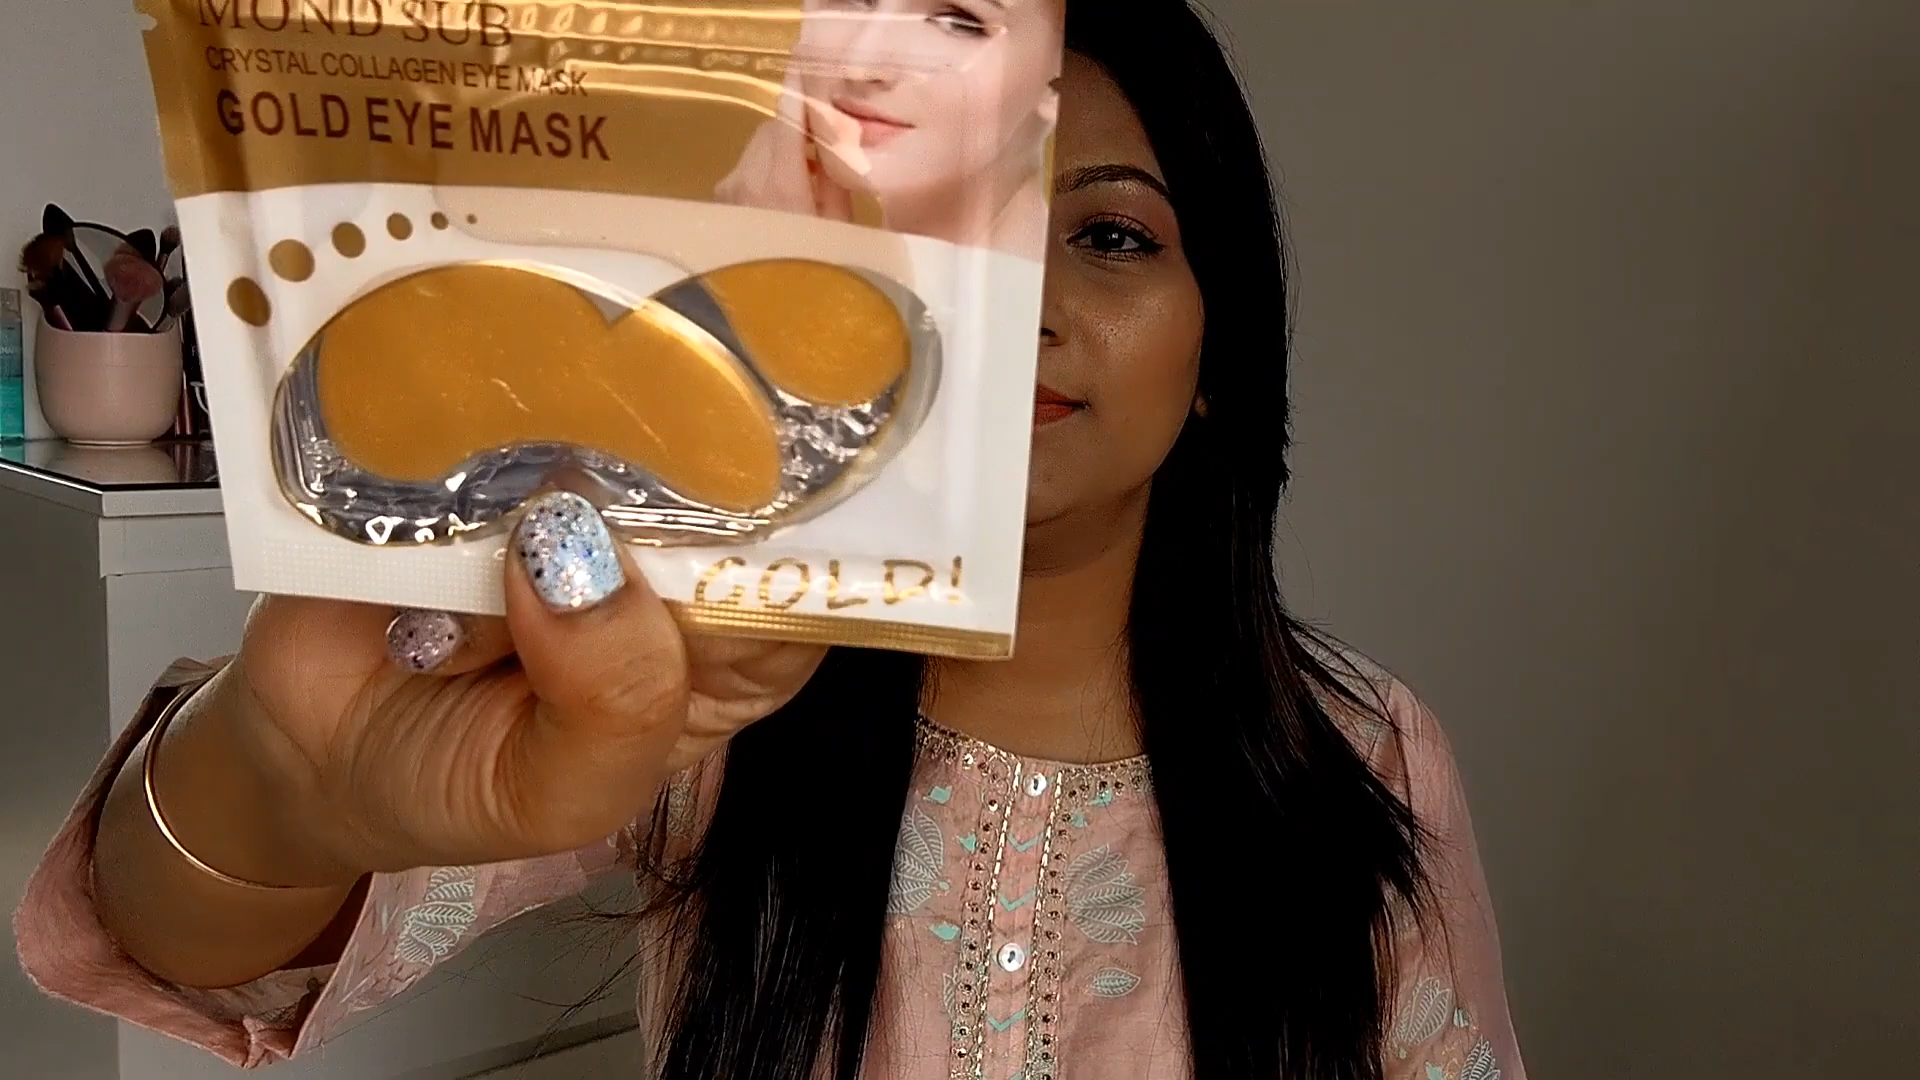 MOND'SUB
CRYSTAL COLLAGEN EYE MASK
GOLD EYE MASK
GOLD!